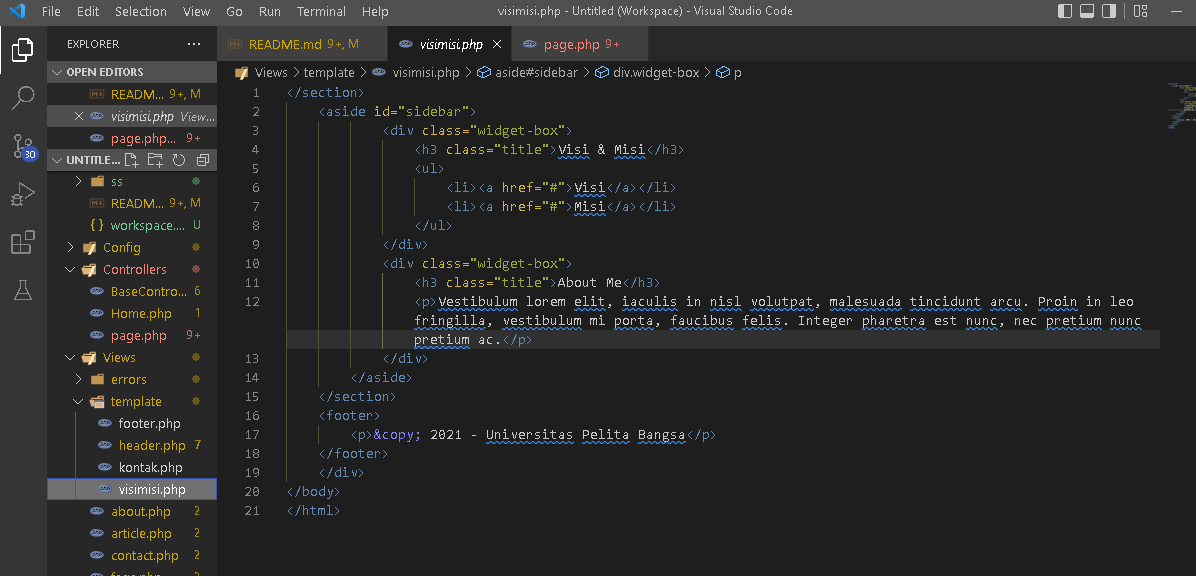 File Edit Selection View Go Run Terminal Help visimisi.php - Untitled (Workspace) - Visual Studio Code
EXPLORER ...
README.md 9+, M visimisi.php page.php 9+
OPEN EDITORS
READM... 9+, M
visimisi.php View...
page.php... 9+
UNTITLE...
ss
READM... 9+, M
{} workspace.... U
Config
Controllers
BaseContro... 6
Home.php 1
page.php 9+
Views
errors
template
footer.php
header.php 7
kontak.php
visimisi.php
about.php 2
article.php 2
contact.php 2
30
Views > template > visimisi.php > aside#sidebar > div.widget-box > p
1 </section>
2 <aside id="sidebar">
3 <div class="widget-box">
4 <h3 class="title">Visi & Misi</h3>
5 <ul>
6 <li><a href="#">Visi</a></li>
7 <li><a href="#">Misi</a></li>
8 </ul>
9 </div>
10 <div class="widget-box">
11 <h3 class="title">About Me</h3>
12 <p>Vestibulum lorem elit, iaculis in nisl volutpat, malesuada tincidunt arcu. Proin in leo
fringilla, vestibulum mi porta, faucibus felis. Integer pharetra est nunc, nec pretium nunc
pretium ac.</p>
13 </div>
14 </aside>
15 </section>
16 <footer>
17 <p>&copy; 2021 - Universitas Pelita Bangsa</p>
18 </footer>
19 </div>
20 </body>
21 </html>